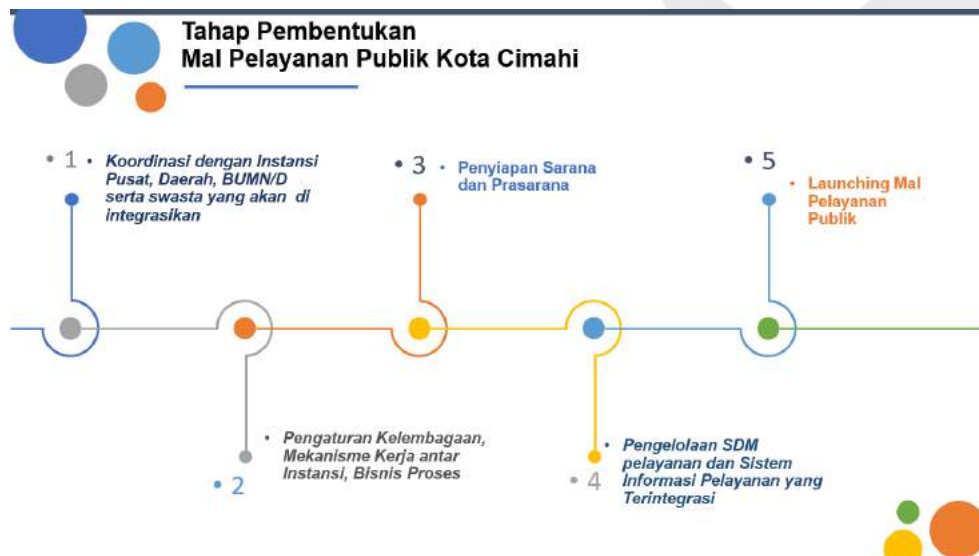 Tahap Pembentukan
Mal Pelayanan Publik Kota Cimahi
• 1 • Koordinasi dengan Instansi
Pusat, Daerah, BUMN/D
serta swasta yang akan di
integrasikan
• 2
• Pengaturan Kelembagaan,
Mekanisme Kerja antar
Instansi, Bisnis Proses
• 3 • Penyiapan Sarana
dan Prasarana
• 4
• Pengelolaan SDM
pelayanan dan Sistem
Informasi Pelayanan yang
Terintegrasi
• 5
• Launching Mal
Pelayanan
Publik